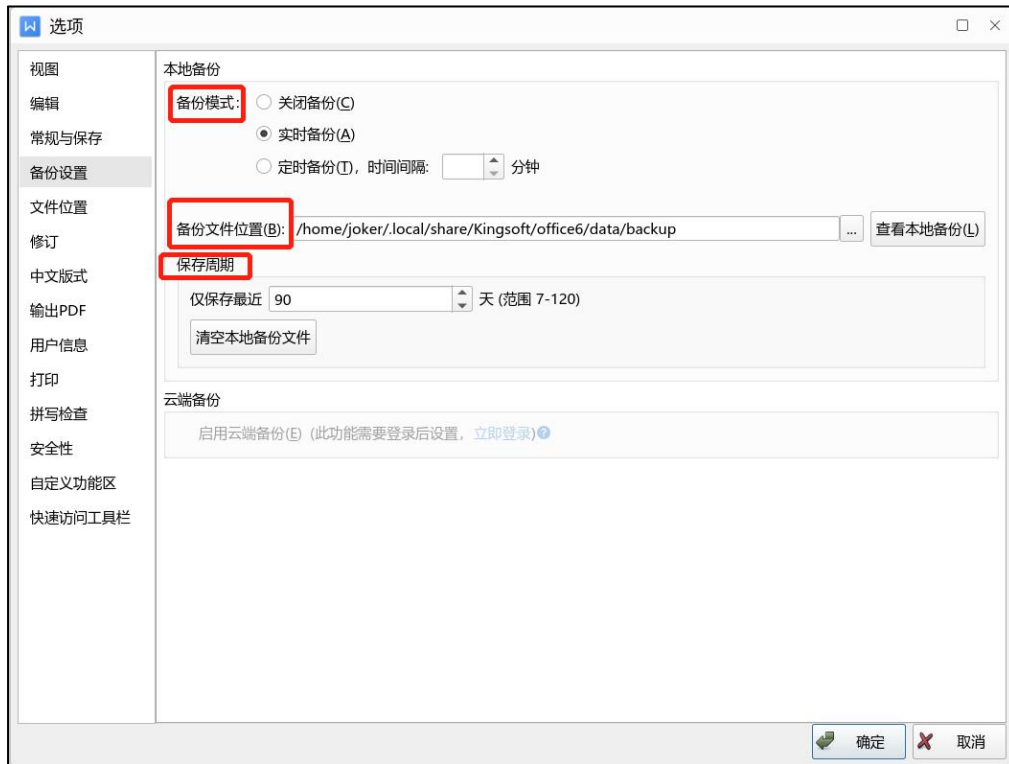 选项
视图
编辑
常规与保存
备份设置
文件位置
修订
中文版式
输出PDF
用户信息
打印
拼写检查
安全性
自定义功能区
快速访问工具栏
本地备份
备份模式: 关闭备份(C)
实时备份(A)
定时备份(T), 时间间隔: 分钟
备份文件位置(B): /home/joker/.local/share/Kingsoft/office6/data/backup ... 查看本地备份(L)
保存周期
仅保存最近 90 天 (范围 7-120)
清空本地备份文件
云端备份
启用云端备份(E) (此功能需要登录后设置, 立即登录)?
确定 取消